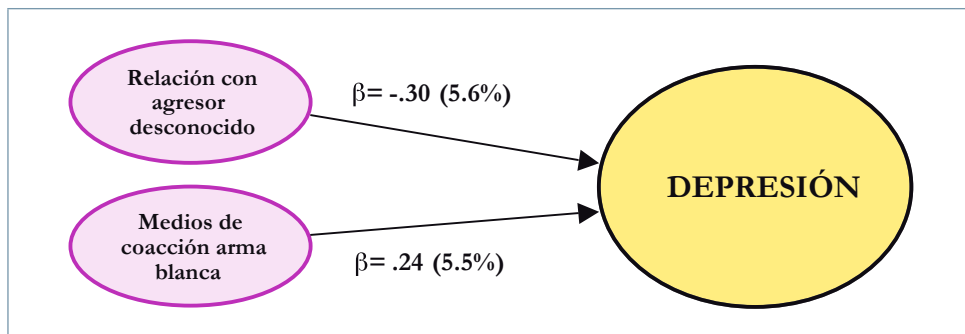 Relación con
agresor
desconocido
β= -.30 (5.6%)
DEPRESIÓN
Medios de
coacción arma
blanca
β= .24 (5.5%)